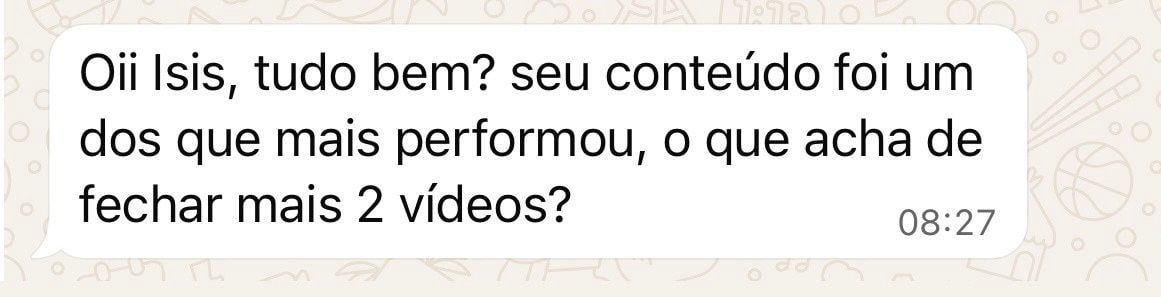 Oii Isis, tudo bem? seu conteúdo foi um
dos que mais performou, o que acha de
fechar mais 2 vídeos?
08:27